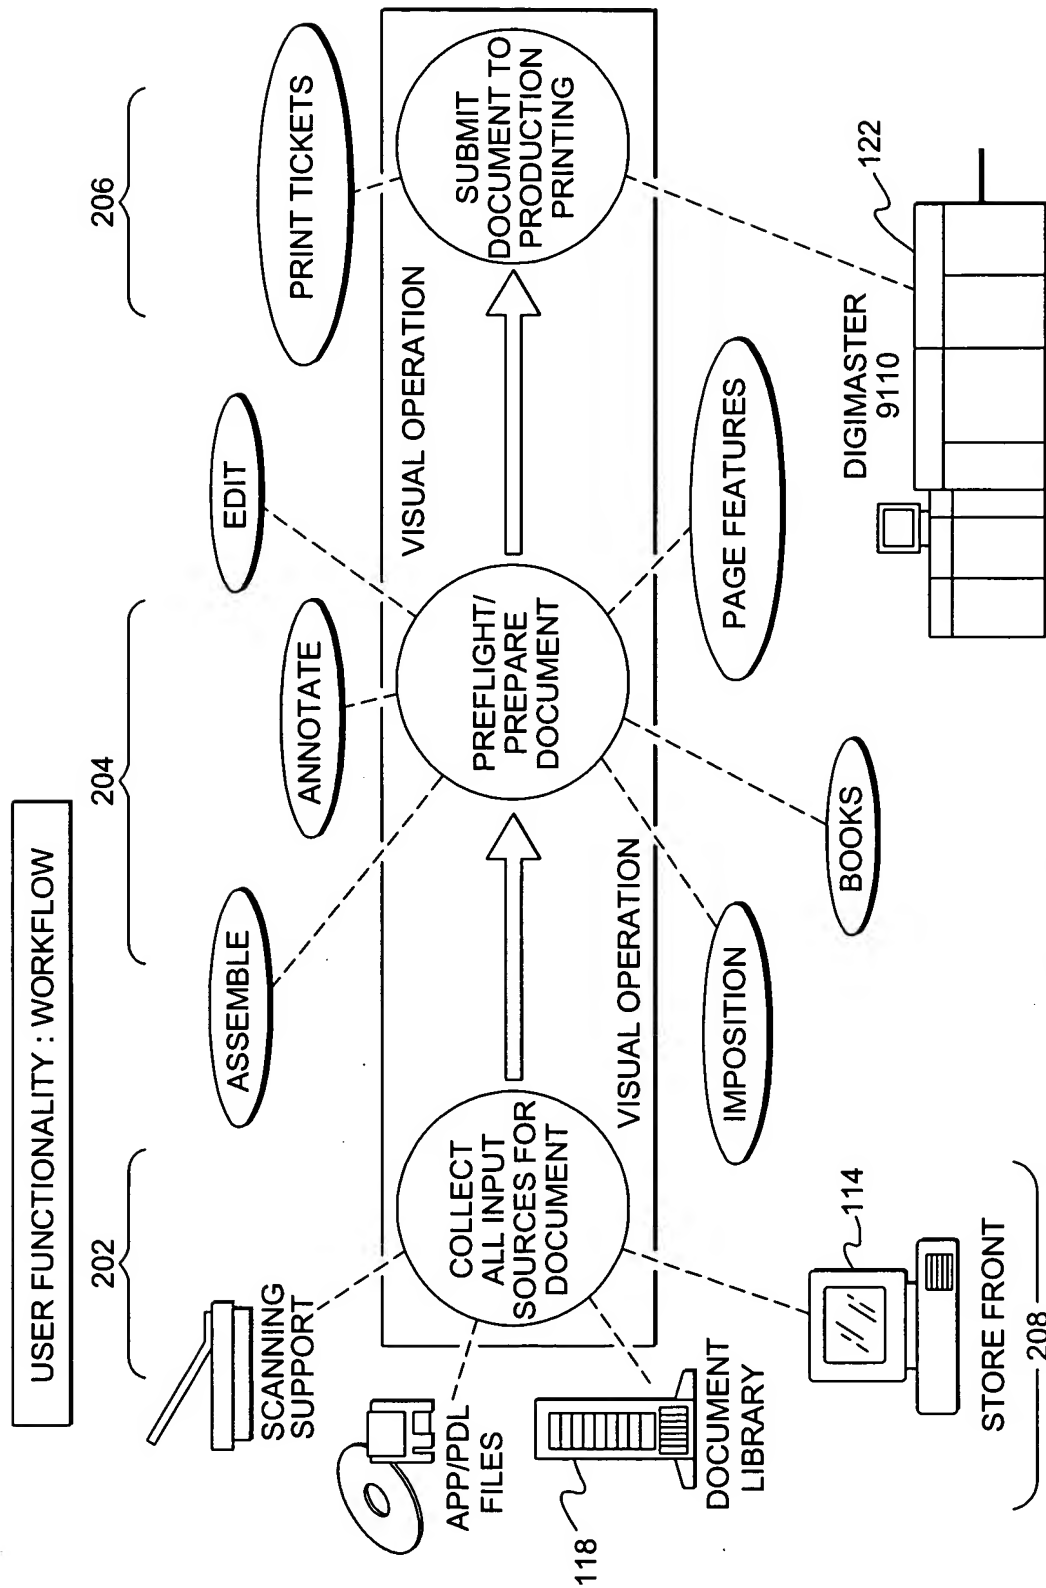 USER FUNCTIONALITY : WORKFLOW
202
204
206
SCANNING
SUPPORT
ASSEMBLE
ANNOTATE
EDIT
PRINT TICKETS
APP/PDL
FILES
VISUAL OPERATION
COLLECT
ALL INPUT
SOURCES FOR
DOCUMENT
PREFLIGHT/
PREPARE
DOCUMENT
SUBMIT
DOCUMENT TO
PRODUCTION
PRINTING
VISUAL OPERATION
118
DOCUMENT
LIBRARY
IMPOSITION
BOOKS
PAGE FEATURES
114
STORE FRONT
208
DIGIMASTER
9110
122